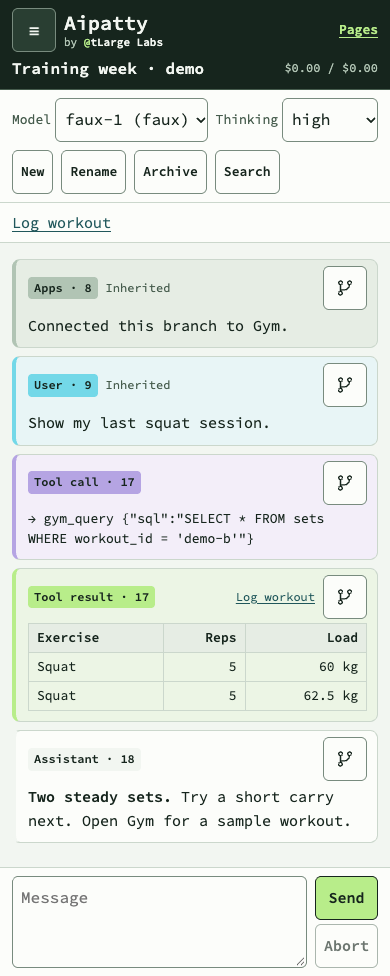 ≡
Aipatty
by @tLarge Labs
Pages
Training week · demo
$0.00 / $0.00
Model faux-1 (faux) Thinking high
New Rename Archive Search
Log workout
Apps · 8 Inherited
Connected this branch to Gym.
User · 9 Inherited
Show my last squat session.
Tool call · 17
→ gym_query {"sql":"SELECT * FROM sets
WHERE workout_id = 'demo-b'"}
Tool result · 17 Log workout
Exercise Reps Load
Squat 5 60 kg
Squat 5 62.5 kg
Assistant · 18
Two steady sets. Try a short carry
next. Open Gym for a sample workout.
Message
Send
Abort